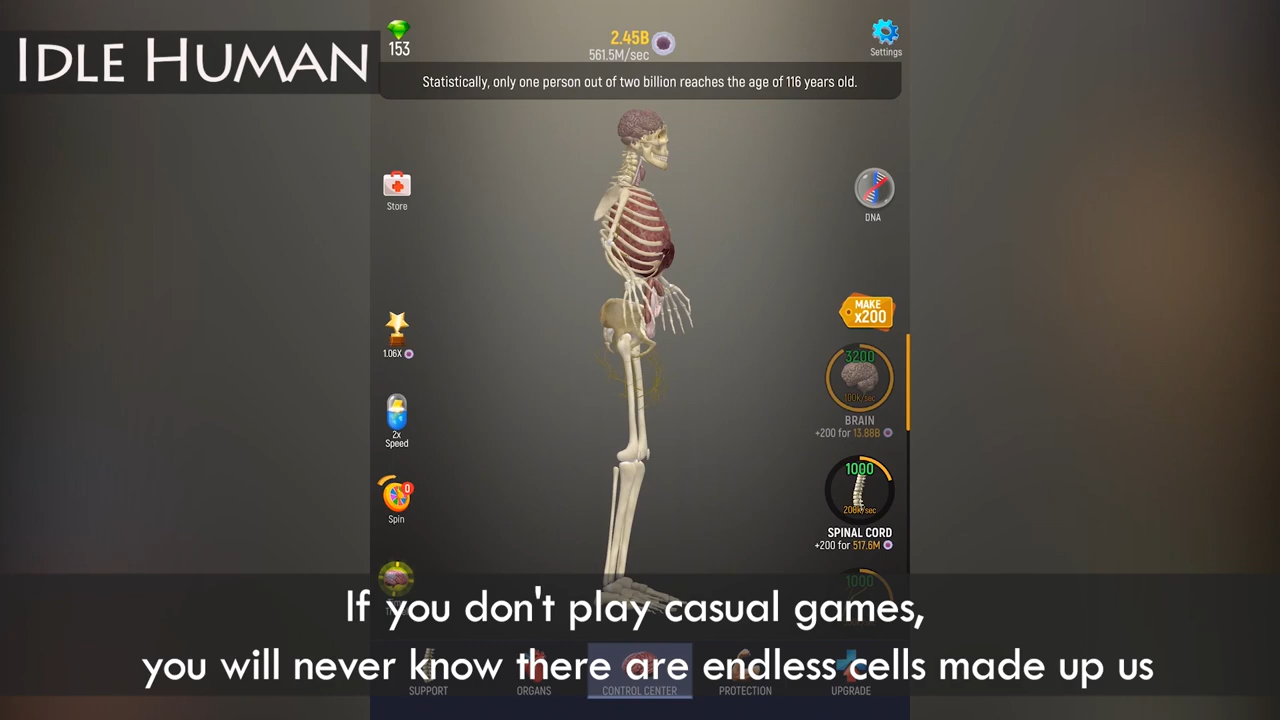 IDLE HUMAN
153
2.45B
561.5M/sec
Settings
Statistically, only one person out of two billion reaches the age of 116 years old.
Store
DNA
MAKE
x200
1.06X
3200
100k/sec
BRAIN
+200 for 13.88B
2x
Speed
1000
208k/sec
0
Spin
SPINAL CORD
+200 for 517.6M
1000
If you don't play casual games,
you will never know there are endless cells made up us
SUPPORT
ORGANS
CONTROL CENTER
PROTECTION
UPGRADE